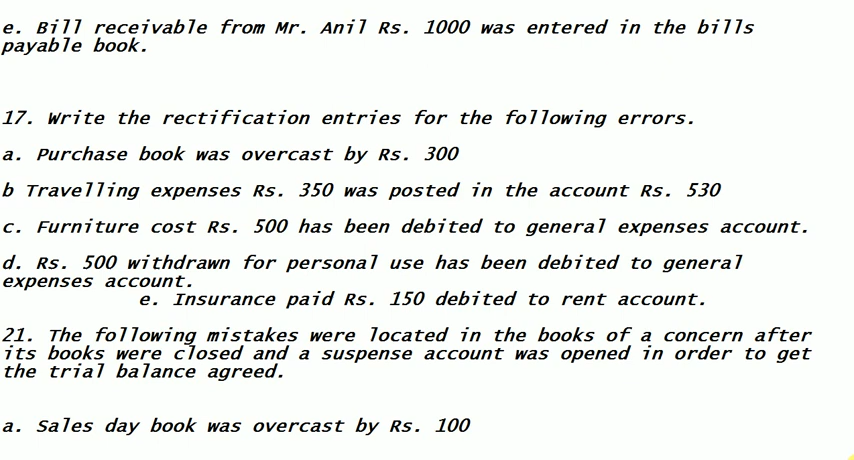 e. Bill receivable from Mr. Anil Rs. 1000 was entered in the bills
payable book.
17. Write the rectification entries for the following errors.
a. Purchase book was overcast by Rs. 300
b Travelling expenses Rs. 350 was posted in the account Rs. 530
c. Furniture cost Rs. 500 has been debited to general expenses account.
d. Rs. 500 withdrawn for personal use has been debited to general
expenses account.
e. Insurance paid Rs. 150 debited to rent account.
21. The following mistakes were located in the books of a concern after
its books were closed and a suspense account was opened in order to get
the trial balance agreed.
a. Sales day book was overcast by Rs. 100